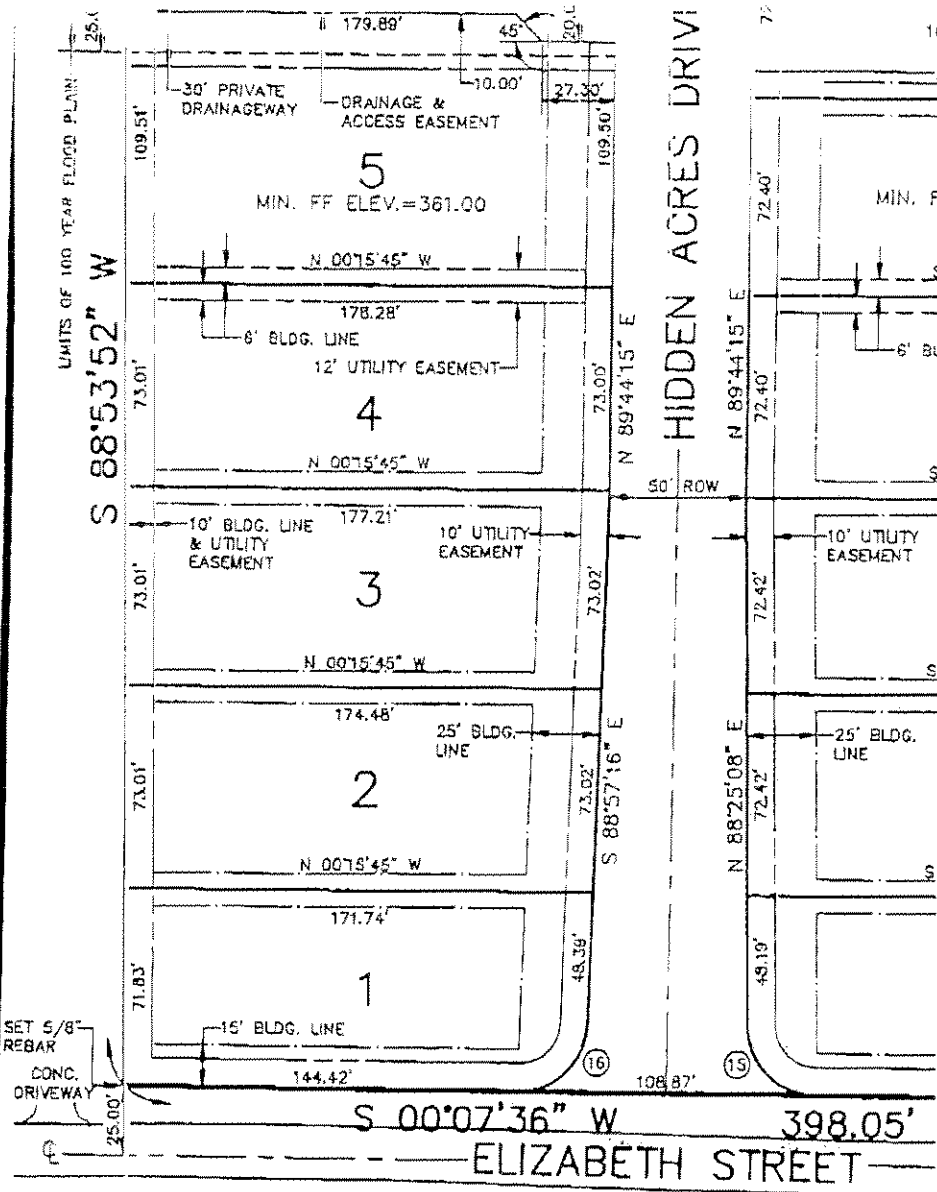 25.0
179.89'
45°
20.0
LIMITS OF 100 YEAR FLOOD PLAIN
30' PRIVATE
DRAINAGEWAY
DRAINAGE &
ACCESS EASEMENT
10.00'
27.30'
109.51'
109.50'
5
MIN. FF ELEV.=361.00
N 00°15'45" W
178.28'
6' BLDG. LINE
12' UTILITY EASEMENT
S 88°53'52" W
73.01'
4
73.00'
N 89°44'15" E
HIDDEN ACRES DRIVE
N 89°44'15" E
72.40'
72.40'
MIN. F
6' BL
N 00°15'45" W
50' ROW
177.21'
10' BLDG. LINE
& UTILITY
EASEMENT
10' UTILITY
EASEMENT
10' UTILITY
EASEMENT
73.01'
3
73.02'
72.42'
N 00°15'45" W
174.48'
25' BLDG.
LINE
25' BLDG.
LINE
73.01'
2
73.02'
S 88°57'16" E
N 88°25'08" E
72.42'
N 00°15'45" W
171.74'
71.83'
1
48.39'
48.19'
SET 5/8"
REBAR
15' BLDG. LINE
CONC.
DRIVEWAY
144.42'
16
108.87'
15
25.00'
S 00°07'36" W 398.05'
ELIZABETH STREET